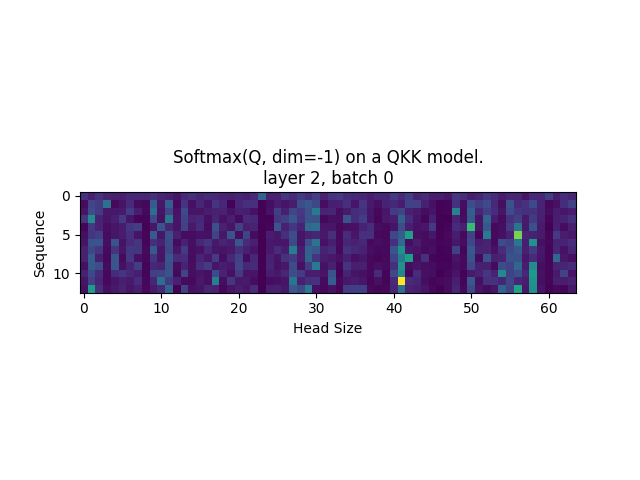 Softmax(Q, dim=-1) on a QKK model.
layer 2, batch 0
0
5
10
Sequence
0 10 20 30 40 50 60
Head Size